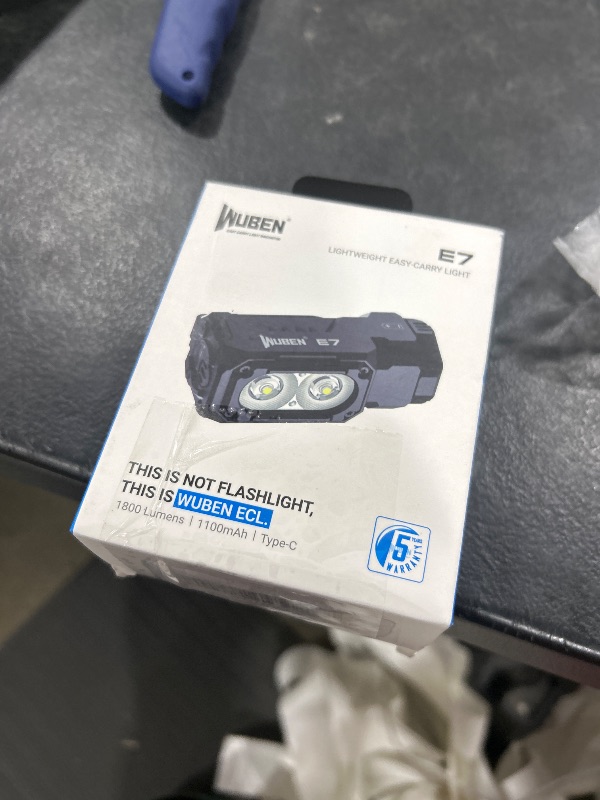 WUBEN
E7
LIGHTWEIGHT EASY-CARRY LIGHT
WUBEN E7
THIS IS NOT FLASHLIGHT,
THIS IS WUBEN ECL.
1800 Lumens | 1100mAh | Type-C
5 YEARS
WARRANTY